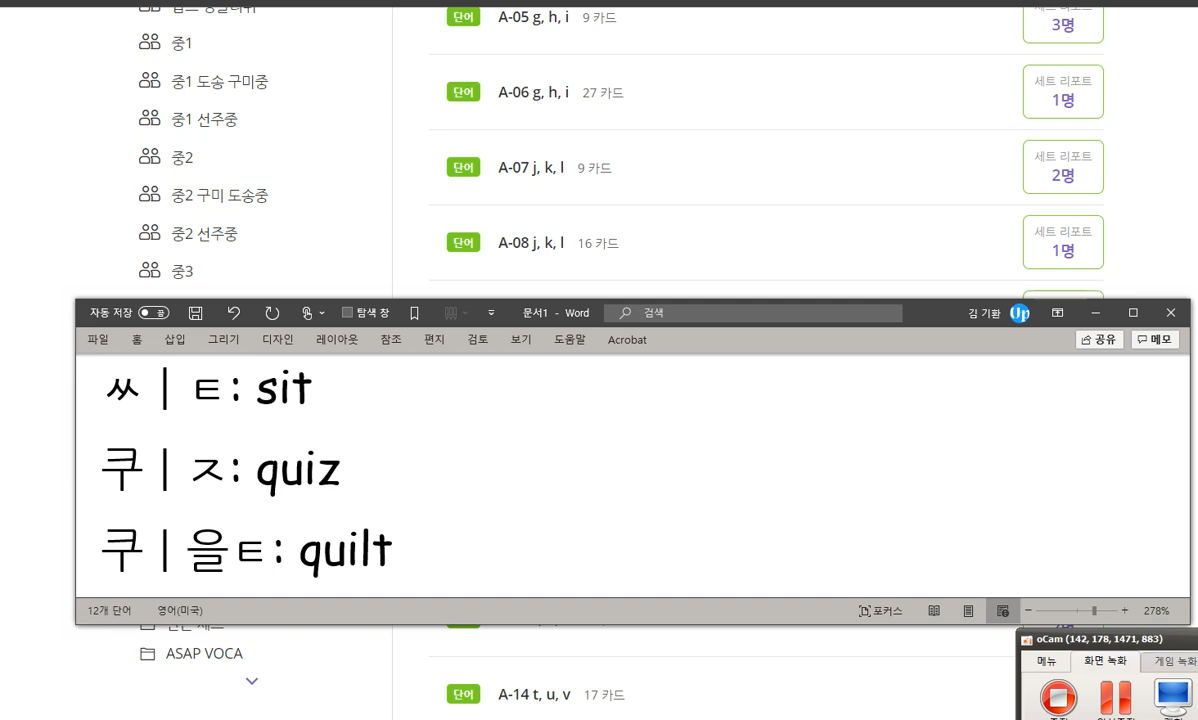 중1
중1 도송 구미중
중1 선주중
중2
중2 구미 도송중
중2 선주중
중3
단어 A-05 g, h, i 9 카드
3명
단어 A-06 g, h, i 27 카드
세트 리포트
1명
단어 A-07 j, k, l 9 카드
세트 리포트
2명
단어 A-08 j, k, l 16 카드
세트 리포트
1명
자동 저장 끔 탐색 창 문서1 - Word 검색 김 기환 Up
파일 홈 삽입 그리기 디자인 레이아웃 참조 편지 검토 보기 도움말 Acrobat 공유 메모
ㅆㅣㅌ: sit
쿠ㅣㅈ: quiz
쿠ㅣ을ㅌ: quilt
12개 단어 영어(미국) 포커스 278%
ASAP VOCA
단어 A-14 t, u, v 17 카드
oCam (142, 178, 1471, 883)
메뉴 화면 녹화 게임 녹화